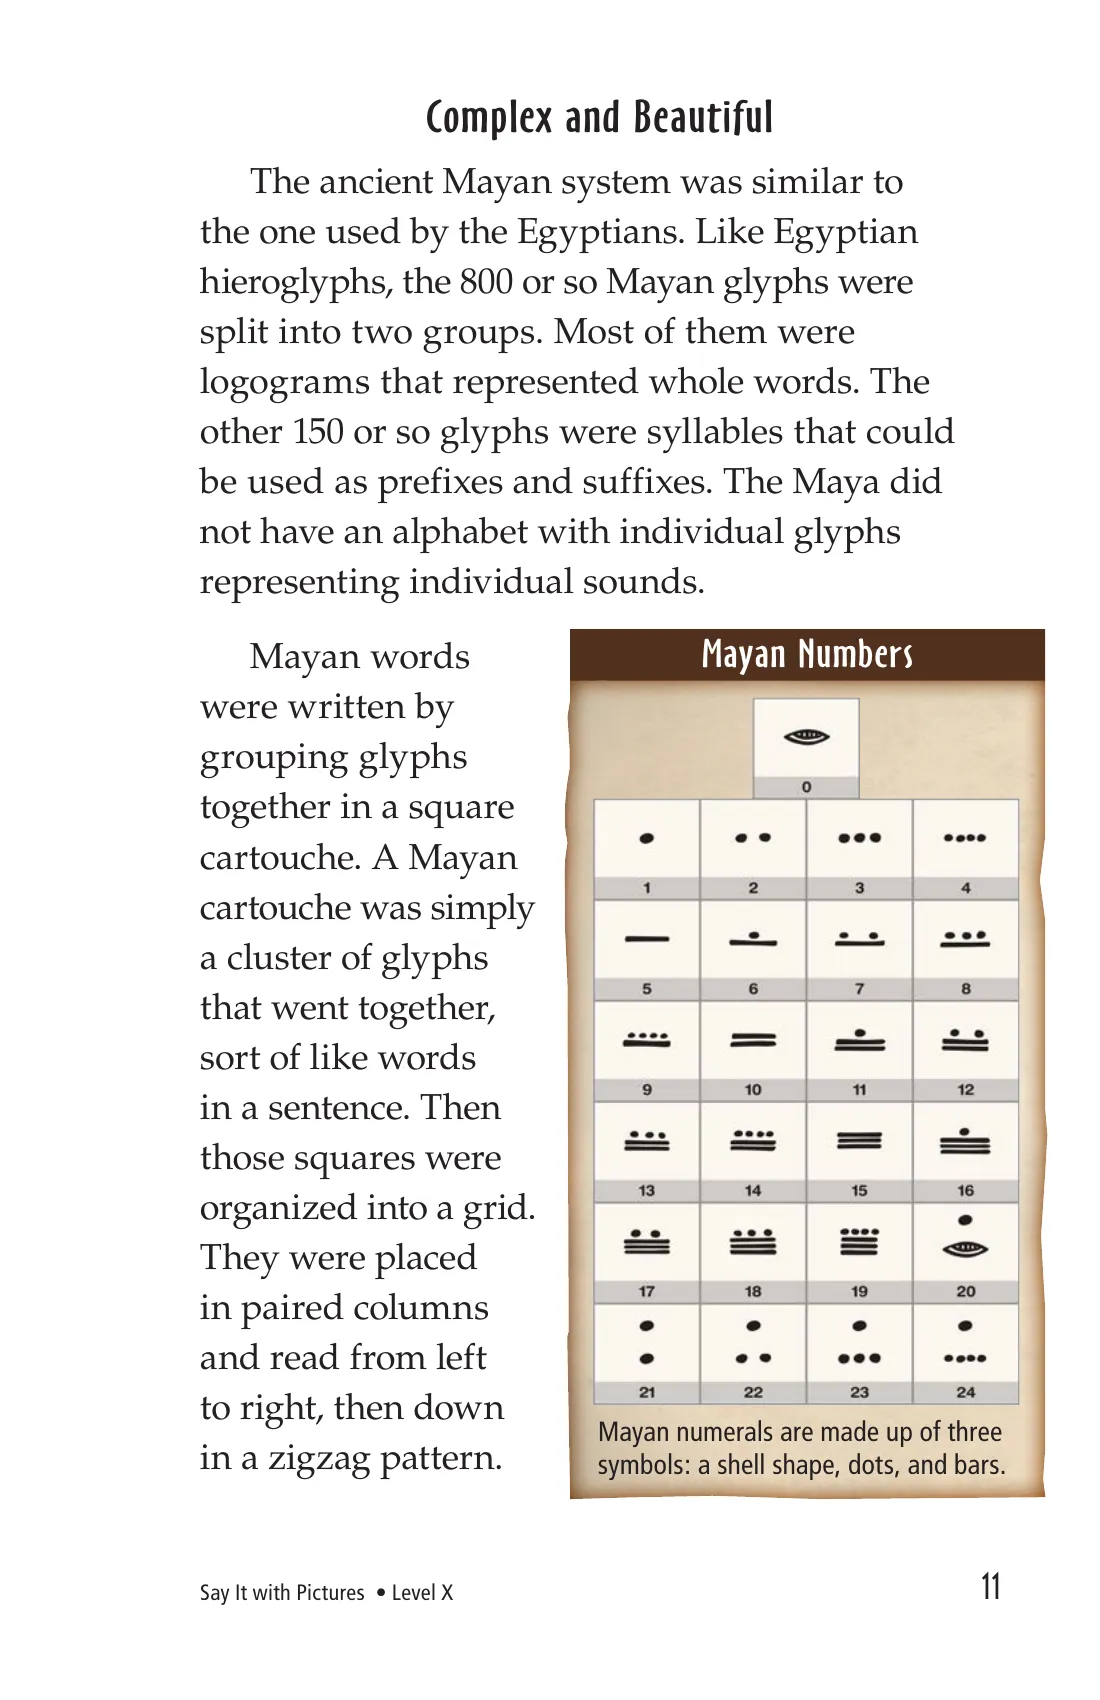 Complex and Beautiful
The ancient Mayan system was similar to
the one used by the Egyptians. Like Egyptian
hieroglyphs, the 800 or so Mayan glyphs were
split into two groups. Most of them were
logograms that represented whole words. The
other 150 or so glyphs were syllables that could
be used as prefixes and suffixes. The Maya did
not have an alphabet with individual glyphs
representing individual sounds.
Mayan words
were written by
grouping glyphs
together in a square
cartouche. A Mayan
cartouche was simply
a cluster of glyphs
that went together,
sort of like words
in a sentence. Then
those squares were
organized into a grid.
They were placed
in paired columns
and read from left
to right, then down
in a zigzag pattern.
Mayan Numbers
0
1 2 3 4
5 6 7 8
9 10 11 12
13 14 15 16
17 18 19 20
21 22 23 24
Mayan numerals are made up of three
symbols: a shell shape, dots, and bars.
Say It with Pictures • Level X
11